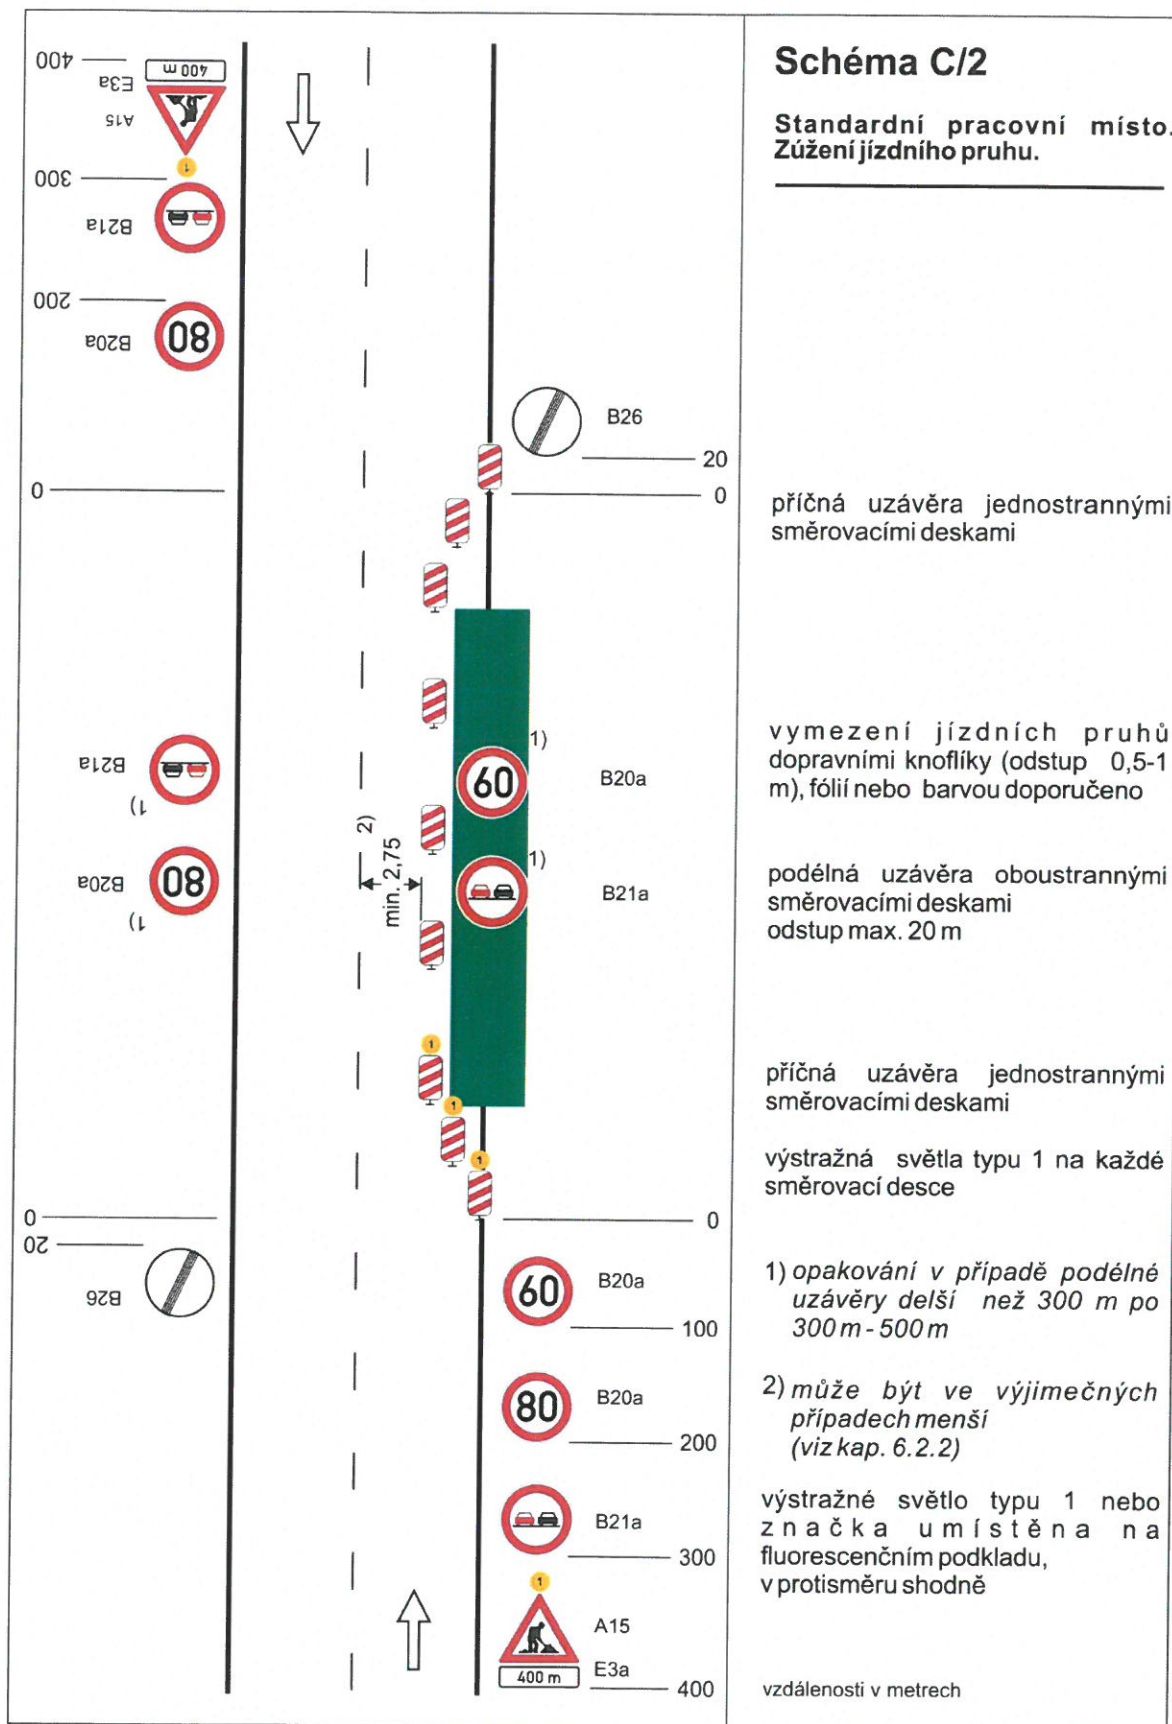 Schéma C/2
Standardní pracovní místo.
Zúžení jízdního pruhu.
400
400 m
E3a
A15
1
300
B21a
200
B20a
80
B26
20
0
0
příčná uzávěra jednostrannými
směrovacími deskami
vymezení jízdních pruhů
dopravními knoflíky (odstup 0,5-1
m), fólií nebo barvou doporučeno
B21a
1)
1)
60
B20a
podélná uzávěra oboustrannými
směrovacími deskami
odstup max. 20 m
B20a
80
1)
2)
min. 2,75
1)
B21a
1
1
1
příčná uzávěra jednostrannými
směrovacími deskami
výstražná světla typu 1 na každé
směrovací desce
0
0
20
B26
60
B20a
100
1) opakování v případě podélné
uzávěry delší než 300 m po
300 m - 500 m
80
B20a
200
2) může být ve výjimečných
případech menší
(viz kap. 6.2.2)
B21a
300
výstražné světlo typu 1 nebo
značka umístěna na
fluorescenčním podkladu,
v protisměru shodně
1
A15
400 m
E3a
400
vzdálenosti v metrech